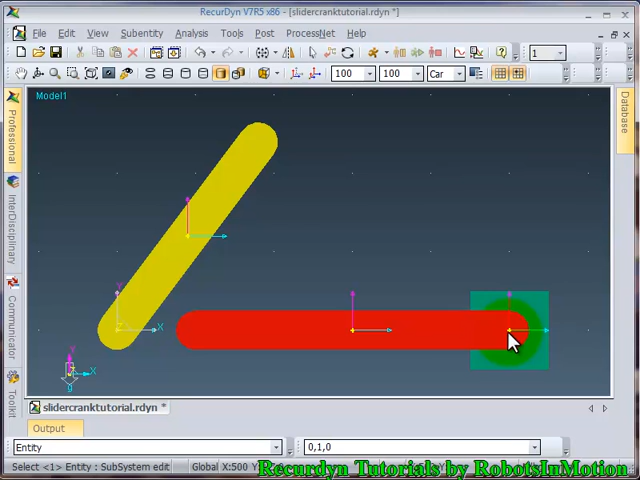 RecurDyn V7R5 x86 - [slidercranktutorial.rdyn *]
File Edit View Subentity Analysis Tools Post ProcessNet Window Help
1
100 100 Car
Model1
Professional
InterDisciplinary
Communicator
Toolkit
Database
Y
Z X
Y
Z X
g
slidercranktutorial.rdyn *
Output
Entity 0,1,0
Select <1> Entity : SubSystem edit Global X:500 Y
Recurdyn Tutorials by RobotsInMotion